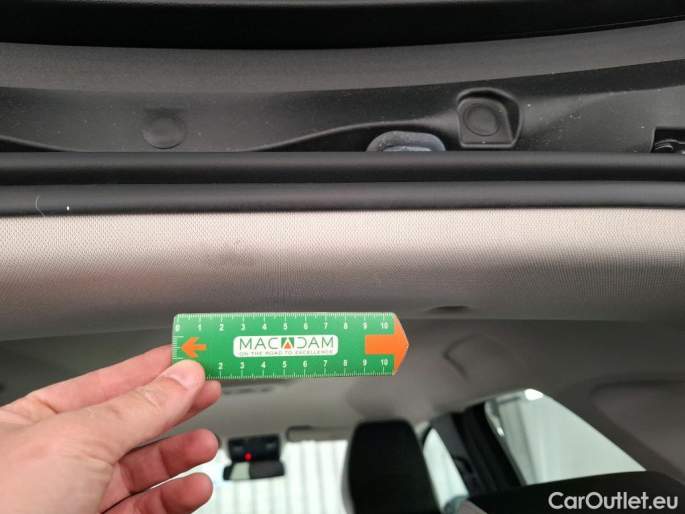 0 1 2 3 4 5 6 7 8 9 10
MACADAM
ON THE ROAD TO EXCELLENCE
2 3 4 5 6 7 8 9 10
CarOutlet.eu